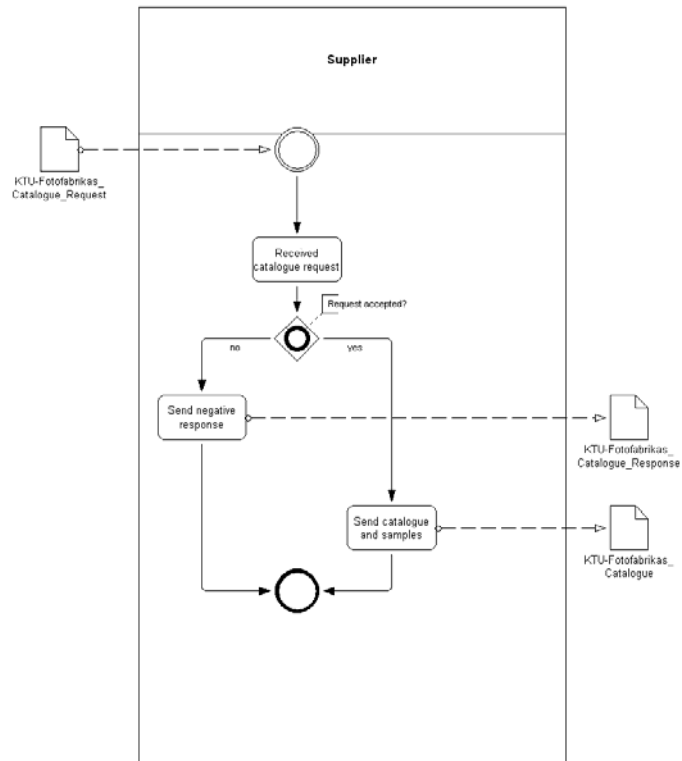 Supplier
KTU-Fotofabrikas_
Catalogue_Request
Received
catalogue request
Request accepted?
no
yes
Send negative
response
KTU-Fotofabrikas_
Catalogue_Response
Send catalogue
and samples
KTU-Fotofabrikas_
Catalogue